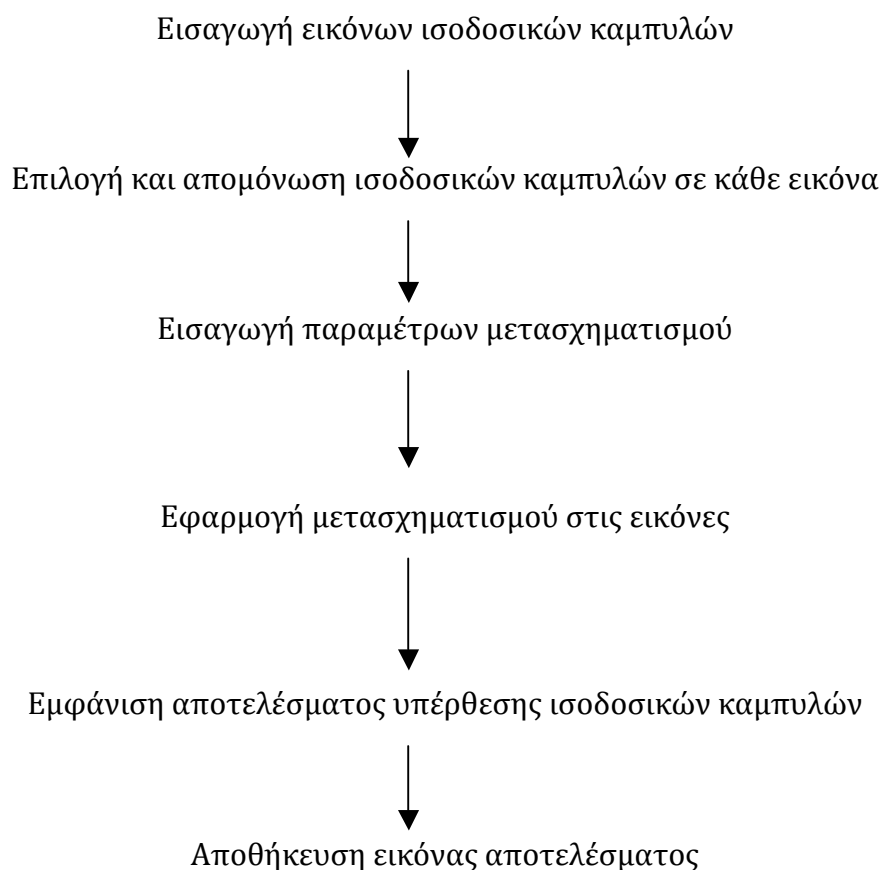 Εισαγωγή εικόνων ισοδοσικών καμπυλών
Επιλογή και απομόνωση ισοδοσικών καμπυλών σε κάθε εικόνα
Εισαγωγή παραμέτρων μετασχηματισμού
Εφαρμογή μετασχηματισμού στις εικόνες
Εμφάνιση αποτελέσματος υπέρθεσης ισοδοσικών καμπυλών
Αποθήκευση εικόνας αποτελέσματος